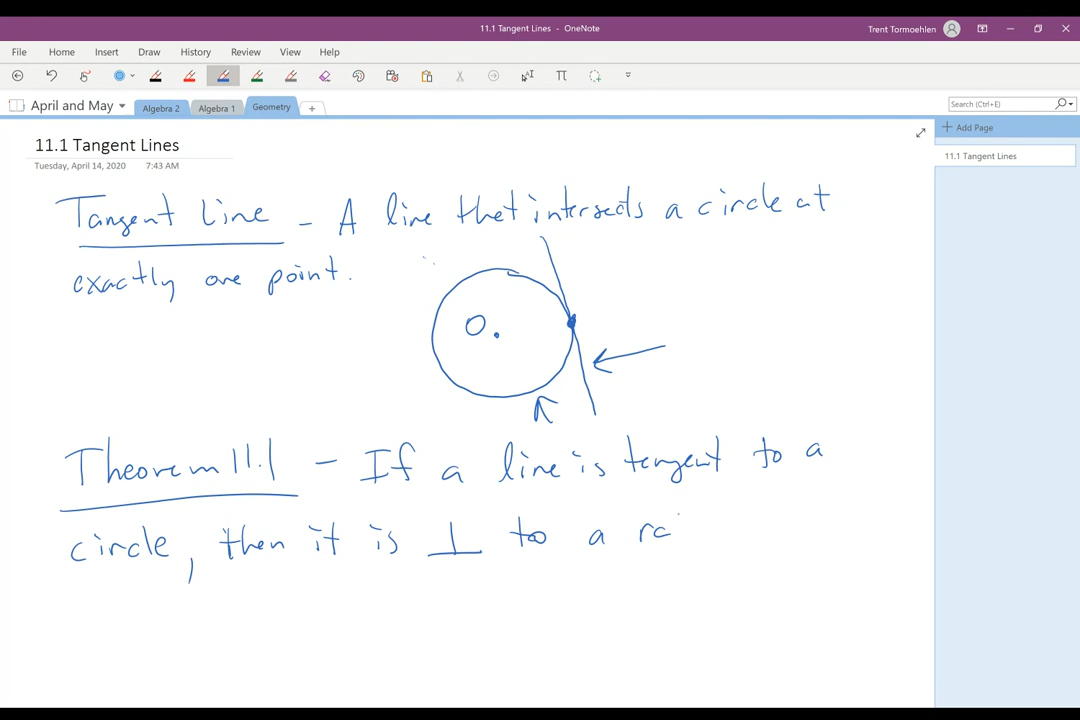 11.1 Tangent Lines - OneNote
Trent Tormoehlen
File Home Insert Draw History Review View Help
April and May Algebra 2 Algebra 1 Geometry
Search (Ctrl+E)
Add Page
11.1 Tangent Lines
11.1 Tangent Lines
Tuesday, April 14, 2020 7:43 AM
Tangent Line - A line that intersects a circle at
exactly one point.
O
Theorem 11.1 - If a line is tangent to a
circle, then it is ⊥ to a ra